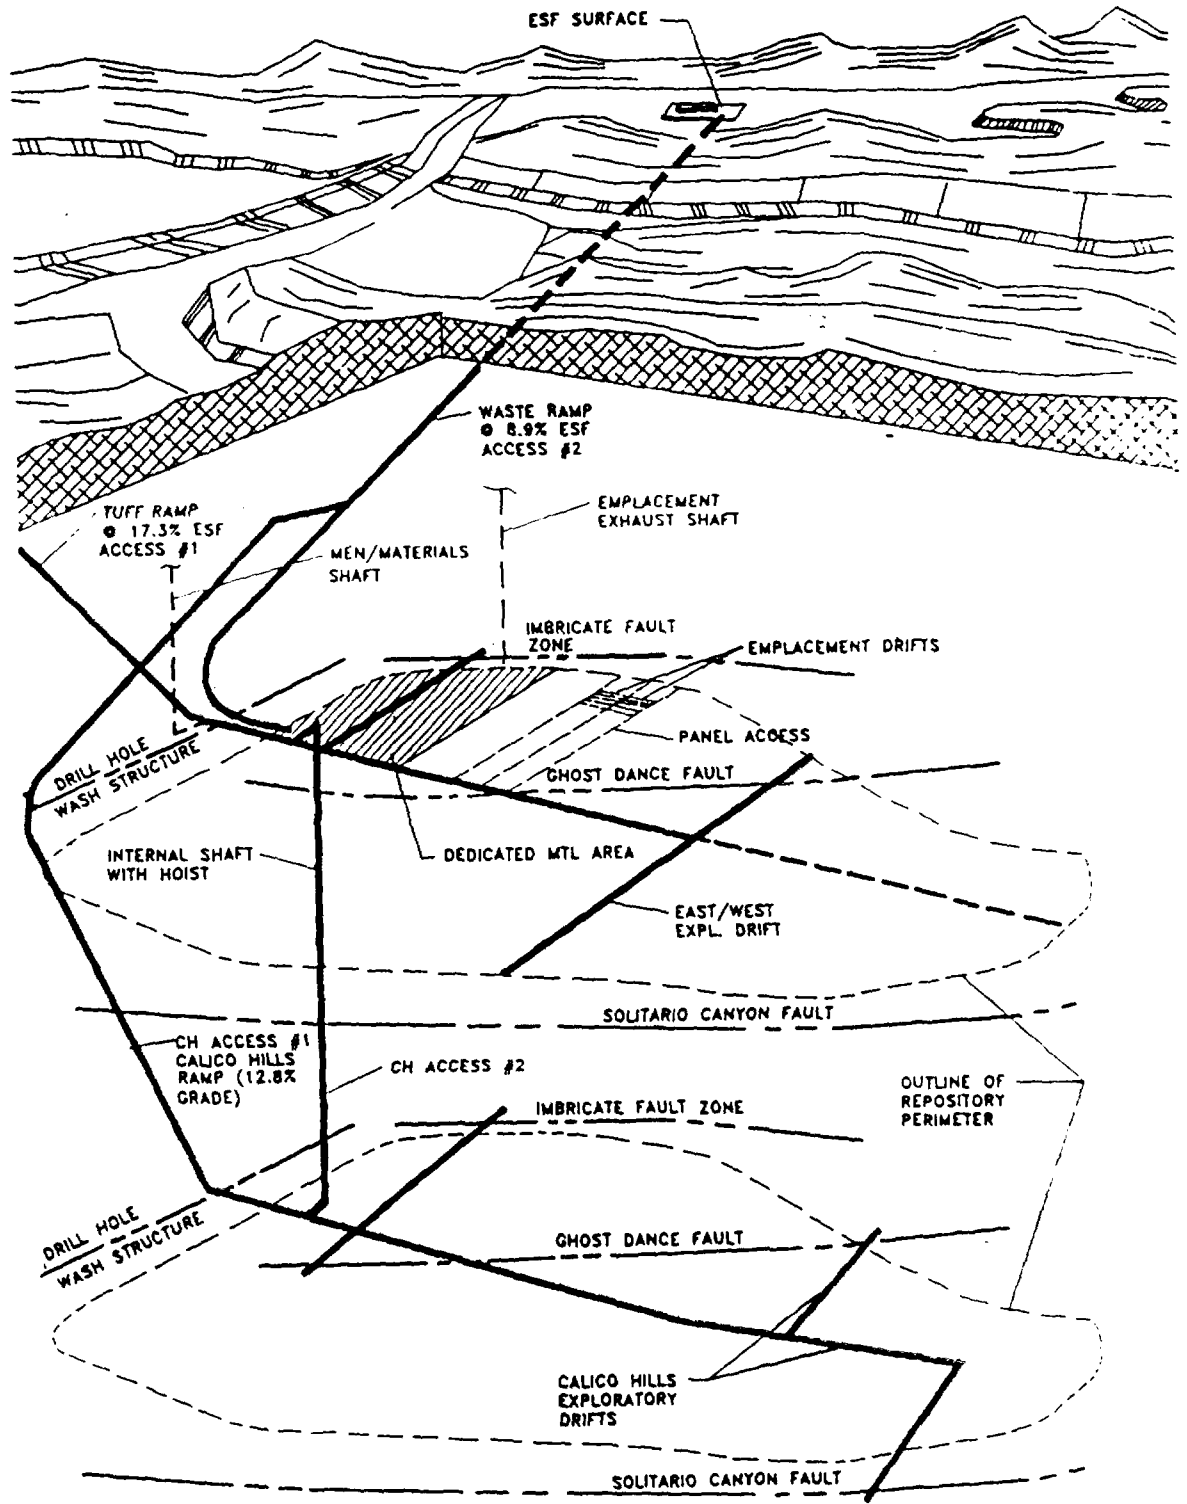 ESF SURFACE
WASTE RAMP
@ 8.9% ESF
ACCESS #2
TUFF RAMP
@ 17.3% ESF
ACCESS #1
EMPLACEMENT
EXHAUST SHAFT
MEN/MATERIALS
SHAFT
IMBRICATE FAULT
ZONE
EMPLACEMENT DRIFTS
PANEL ACCESS
DRILL HOLE
WASH STRUCTURE
GHOST DANCE FAULT
INTERNAL SHAFT
WITH HOIST
DEDICATED MTL AREA
EAST/WEST
EXPL. DRIFT
SOLITARIO CANYON FAULT
CH ACCESS #1
CALICO HILLS
RAMP (12.8%
GRADE)
CH ACCESS #2
OUTLINE OF
REPOSITORY
PERIMETER
IMBRICATE FAULT ZONE
DRILL HOLE
WASH STRUCTURE
GHOST DANCE FAULT
CALICO HILLS
EXPLORATORY
DRIFTS
SOLITARIO CANYON FAULT